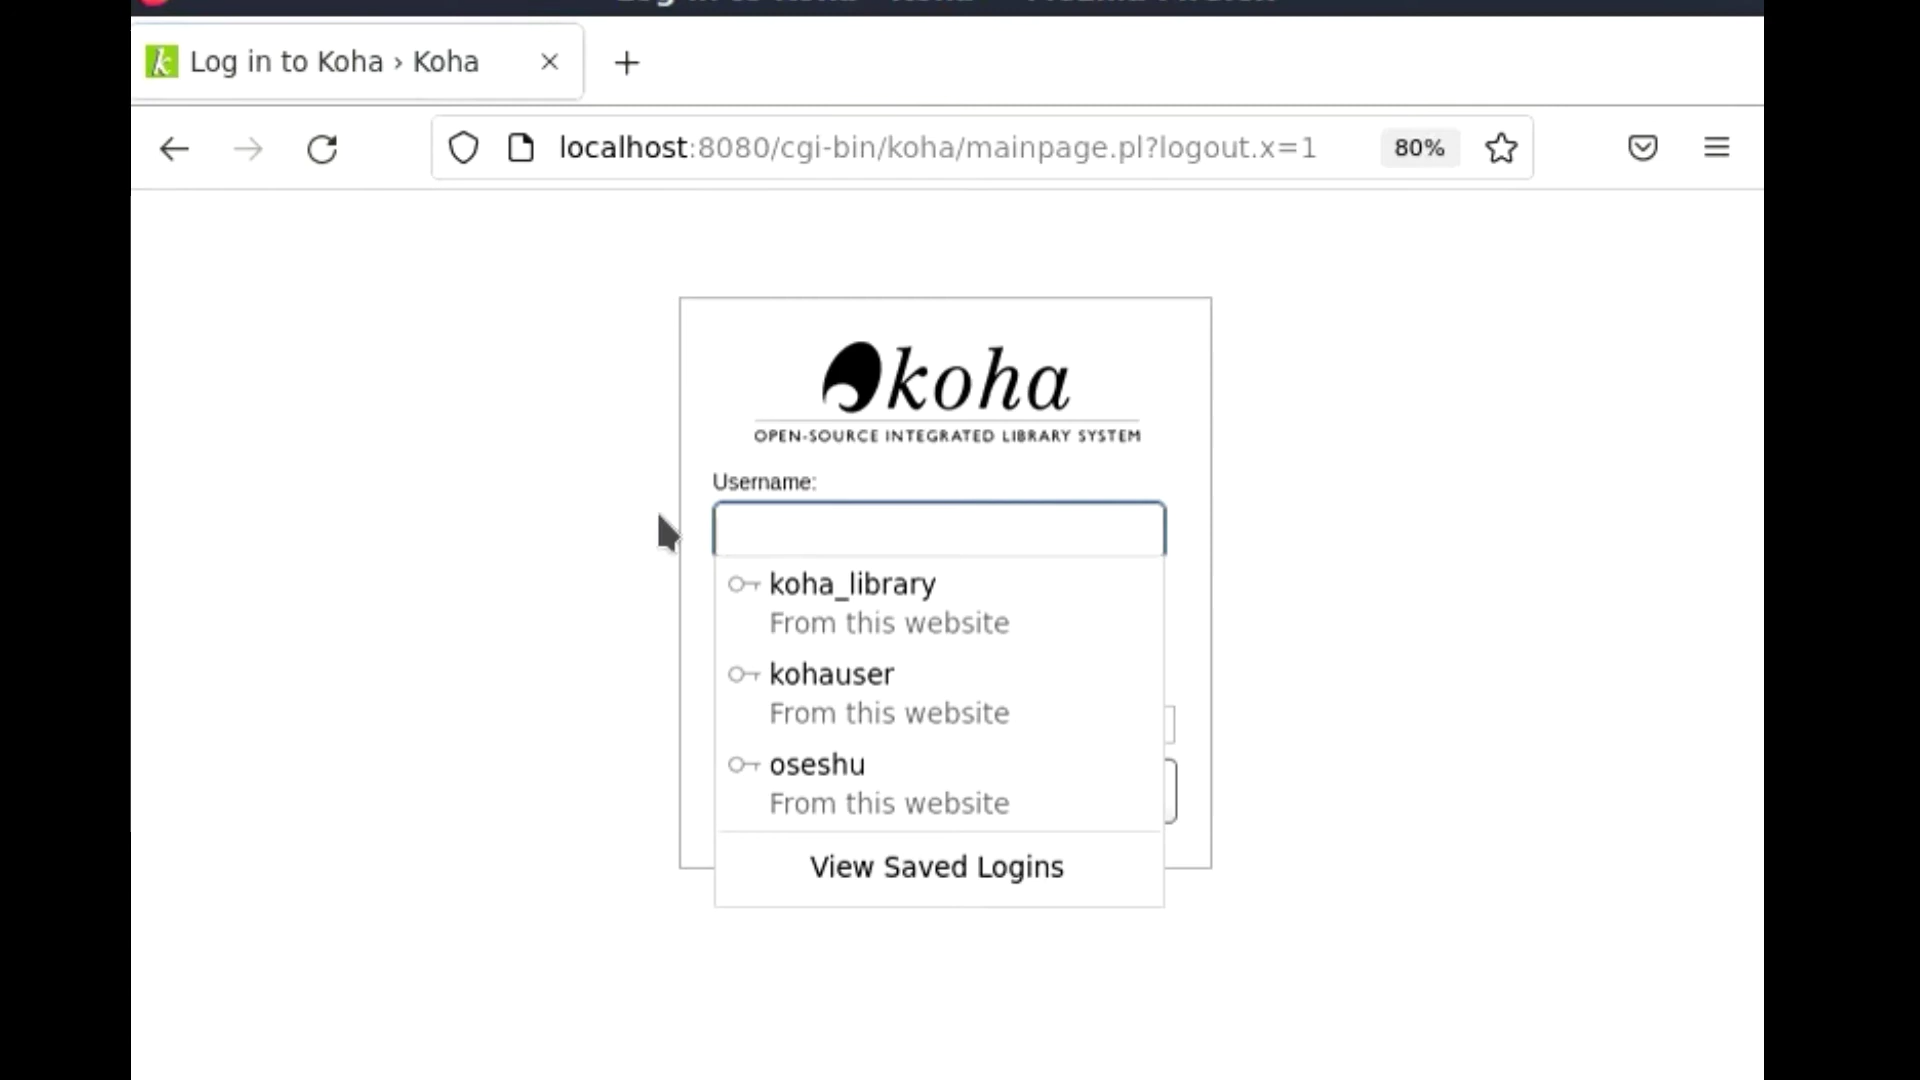 Log in to Koha › Koha
localhost:8080/cgi-bin/koha/mainpage.pl?logout.x=1
80%
koha
OPEN-SOURCE INTEGRATED LIBRARY SYSTEM
Username:
koha_library
From this website
kohauser
From this website
oseshu
From this website
View Saved Logins